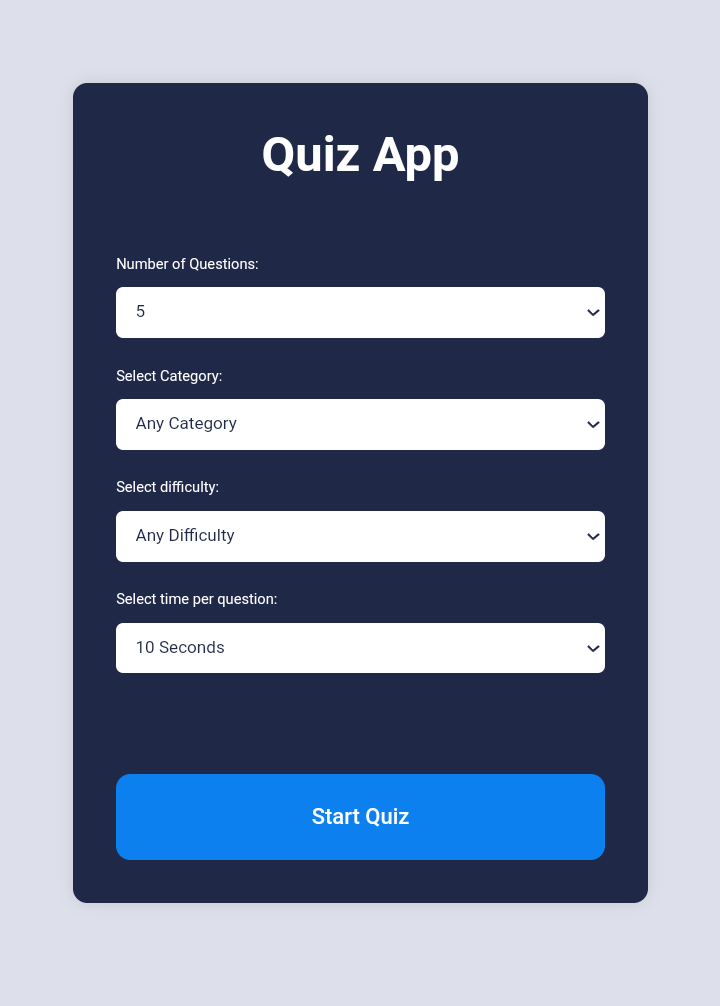 Quiz App
Number of Questions:
5
Select Category:
Any Category
Select difficulty:
Any Difficulty
Select time per question:
10 Seconds
Start Quiz